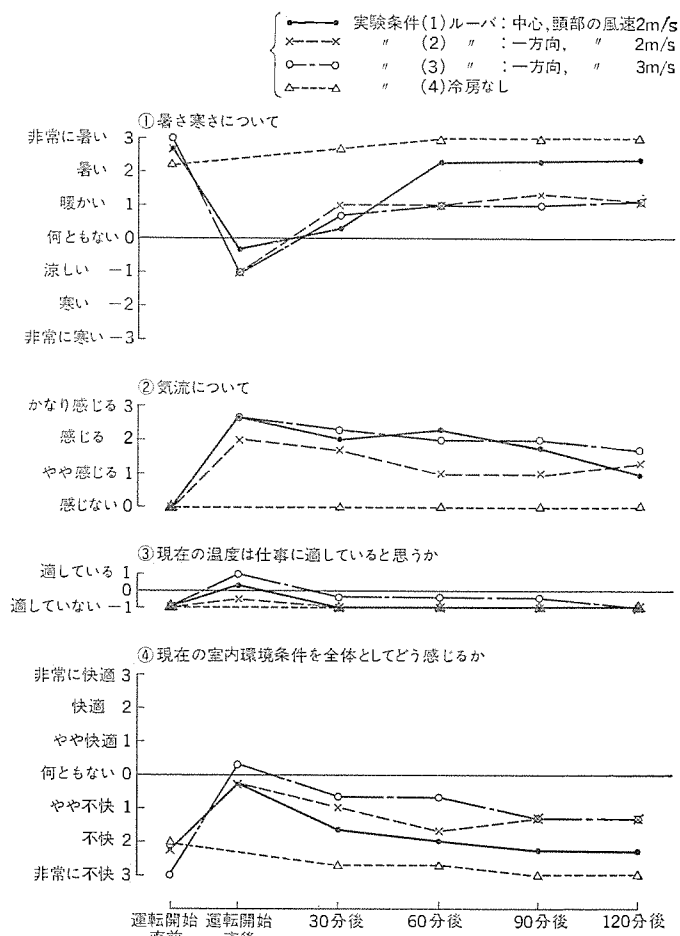 実験条件(1)ルーバ:中心,頭部の風速2m/s
〃 (2) 〃 :一方向, 〃 2m/s
〃 (3) 〃 :一方向, 〃 3m/s
〃 (4)冷房なし
①暑さ寒さについて
非常に暑い 3
暑い 2
暖かい 1
何ともない 0
涼しい -1
寒い -2
非常に寒い -3
②気流について
かなり感じる 3
感じる 2
やや感じる 1
感じない 0
③現在の温度は仕事に適していると思うか
適している 1
0
適していない -1
④現在の室内環境条件を全体としてどう感じるか
非常に快適 3
快適 2
やや快適 1
何ともない 0
やや不快 1
不快 2
非常に不快 3
運転開始 運転開始 30分後 60分後 90分後 120分後